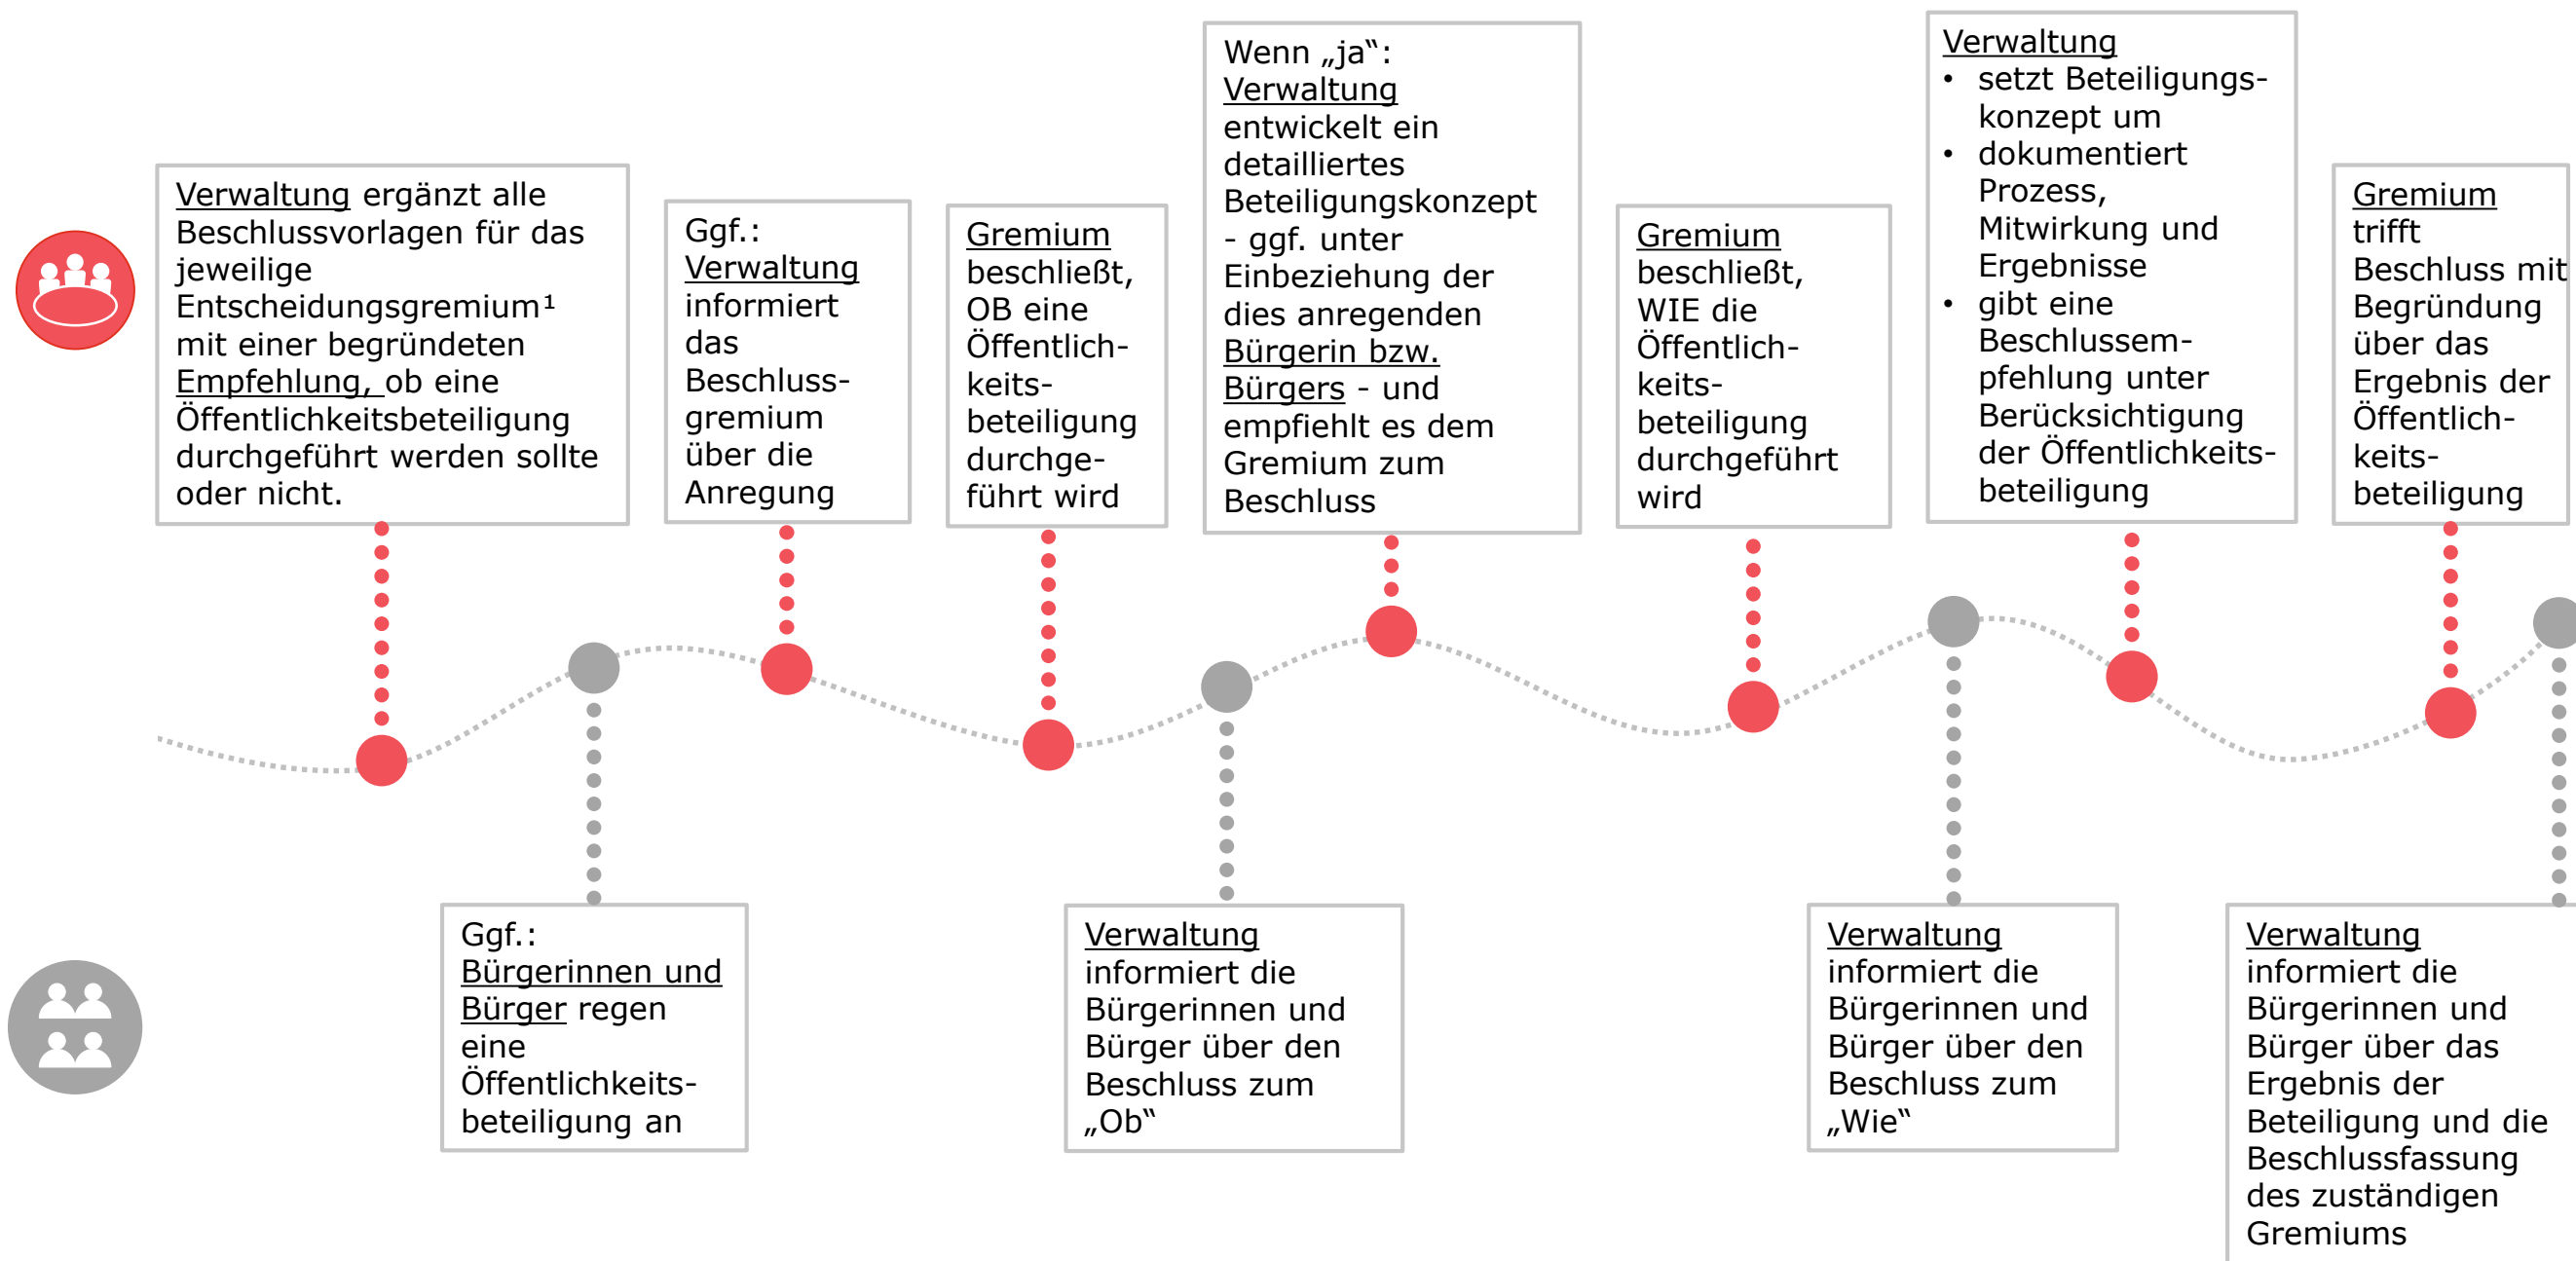 Verwaltung ergänzt alle
Beschlussvorlagen für das
jeweilige
Entscheidungsgremium¹
mit einer begründeten
Empfehlung, ob eine
Öffentlichkeitsbeteiligung
durchgeführt werden sollte
oder nicht.
Ggf.:
Verwaltung
informiert
das
Beschluss-
gremium
über die
Anregung
Gremium
beschließt,
OB eine
Öffentlich-
keits-
beteiligung
durchge-
führt wird
Wenn „ja“:
Verwaltung
entwickelt ein
detailliertes
Beteiligungskonzept
- ggf. unter
Einbeziehung der
dies anregenden
Bürgerin bzw.
Bürgers - und
empfiehlt es dem
Gremium zum
Beschluss
Gremium
beschließt,
WIE die
Öffentlich-
keits-
beteiligung
durchgeführt
wird
Verwaltung
• setzt Beteiligungs-
konzept um
• dokumentiert
Prozess,
Mitwirkung und
Ergebnisse
• gibt eine
Beschlussem-
pfehlung unter
Berücksichtigung
der Öffentlichkeits-
beteiligung
Gremium
trifft
Beschluss mit
Begründung
über das
Ergebnis der
Öffentlich-
keits-
beteiligung
Ggf.:
Bürgerinnen und
Bürger regen
eine
Öffentlichkeits-
beteiligung an
Verwaltung
informiert die
Bürgerinnen und
Bürger über den
Beschluss zum
„Ob“
Verwaltung
informiert die
Bürgerinnen und
Bürger über den
Beschluss zum
„Wie“
Verwaltung
informiert die
Bürgerinnen und
Bürger über das
Ergebnis der
Beteiligung und die
Beschlussfassung
des zuständigen
Gremiums